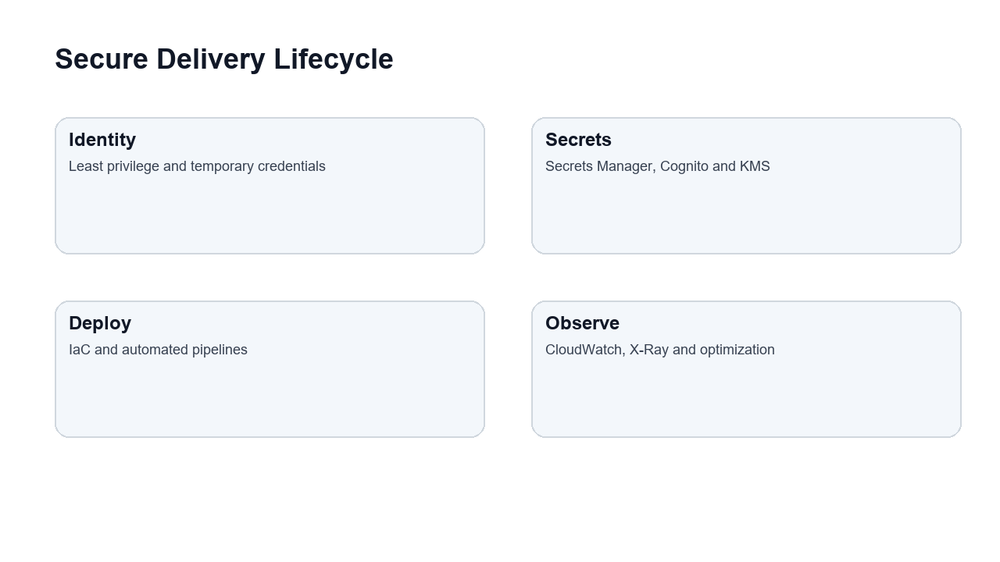 Secure Delivery Lifecycle
Identity
Least privilege and temporary credentials
Secrets
Secrets Manager, Cognito and KMS
Deploy
IaC and automated pipelines
Observe
CloudWatch, X-Ray and optimization